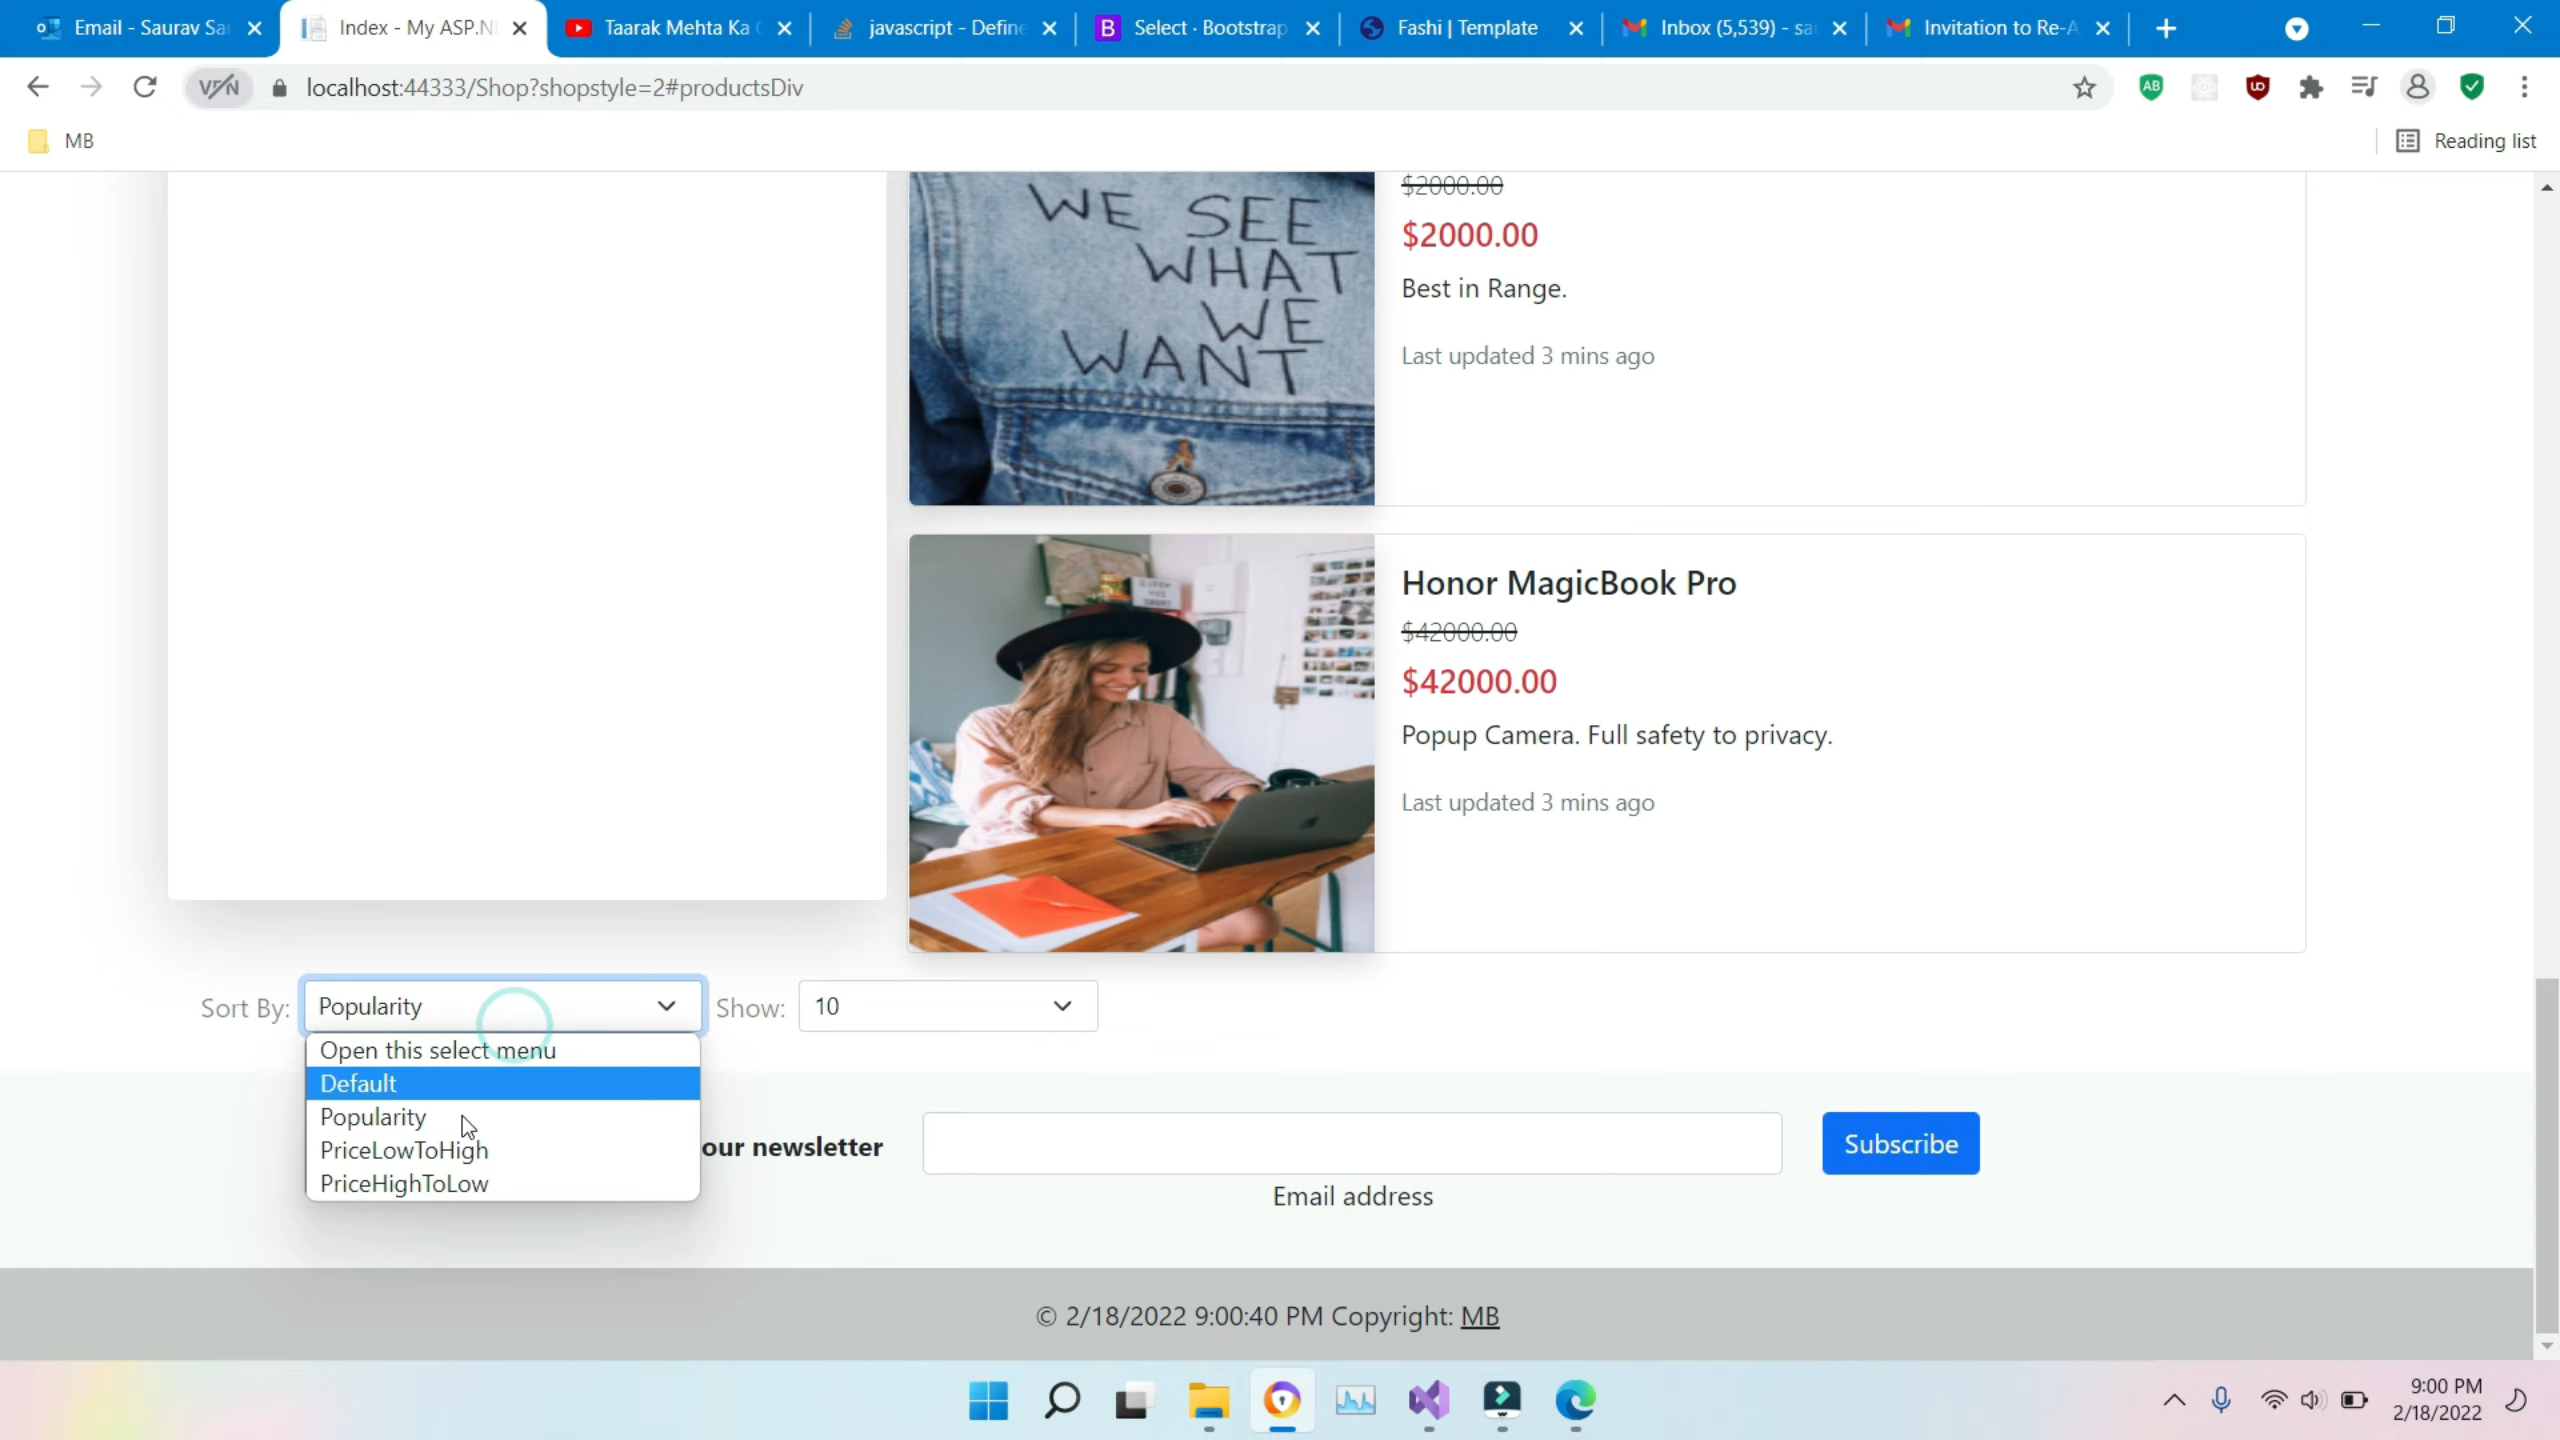 Email - Saurav Sar
Index - My ASP.NE
Taarak Mehta Ka
javascript - Define
B Select · Bootstrap
Fashi | Template
Inbox (5,539) - sa
Invitation to Re-A
VPN
localhost:44333/Shop?shopstyle=2#productsDiv
AB
MB
Reading list
WE SEE
WHAT
WE
WANT
$2000.00
$2000.00
Best in Range.
Last updated 3 mins ago
Honor MagicBook Pro
$42000.00
$42000.00
Popup Camera. Full safety to privacy.
Last updated 3 mins ago
Sort By:
Popularity
Show:
10
Open this select menu
Default
Popularity
PriceLowToHigh
PriceHighToLow
our newsletter
Subscribe
Email address
© 2/18/2022 9:00:40 PM Copyright: MB
9:00 PM
2/18/2022